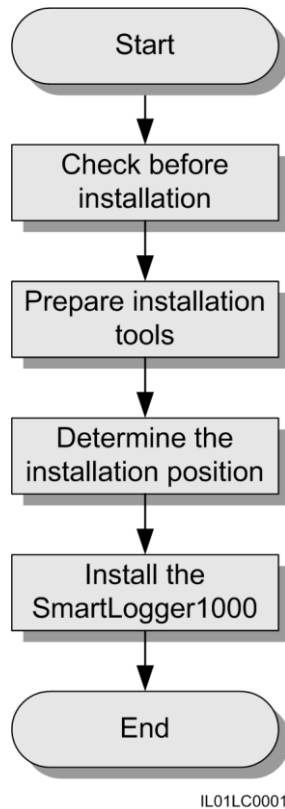 Start
Check before
installation
Prepare installation
tools
Determine the
installation position
Install the
SmartLogger1000
End
IL01LC0001